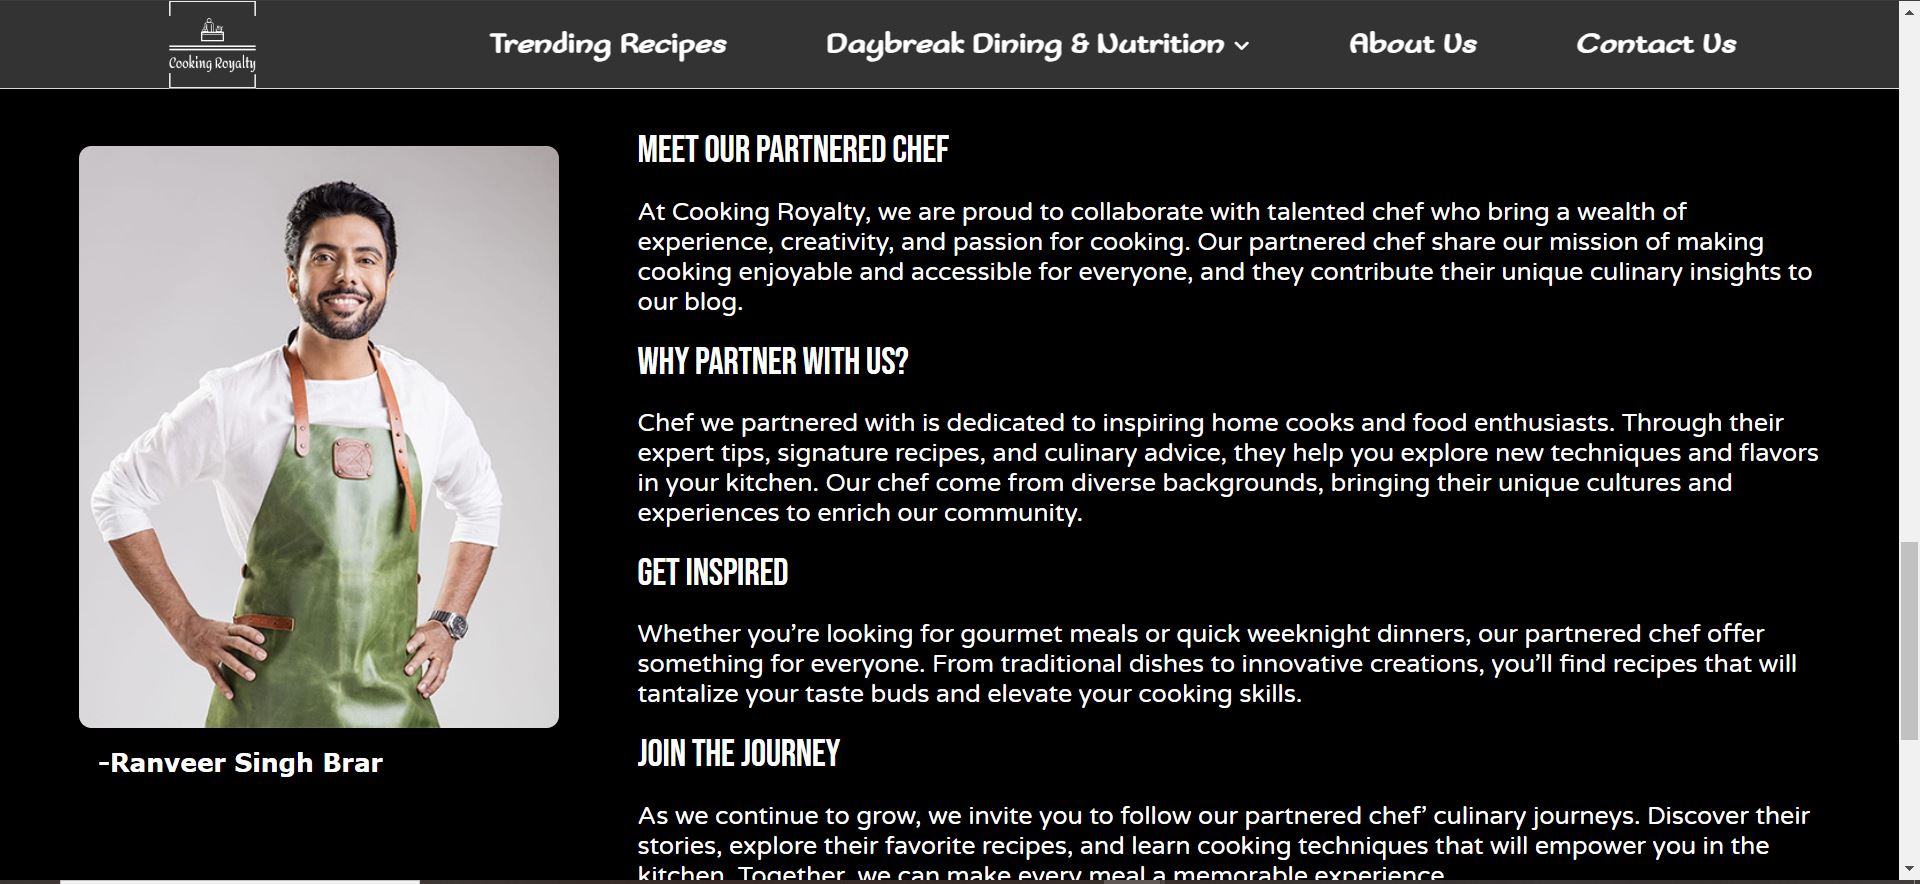 Cooking Royalty
Trending Recipes
Daybreak Dining & Nutrition
About Us
Contact Us
MEET OUR PARTNERED CHEF
At Cooking Royalty, we are proud to collaborate with talented chef who bring a wealth of
experience, creativity, and passion for cooking. Our partnered chef share our mission of making
cooking enjoyable and accessible for everyone, and they contribute their unique culinary insights to
our blog.
WHY PARTNER WITH US?
Chef we partnered with is dedicated to inspiring home cooks and food enthusiasts. Through their
expert tips, signature recipes, and culinary advice, they help you explore new techniques and flavors
in your kitchen. Our chef come from diverse backgrounds, bringing their unique cultures and
experiences to enrich our community.
GET INSPIRED
Whether you’re looking for gourmet meals or quick weeknight dinners, our partnered chef offer
something for everyone. From traditional dishes to innovative creations, you’ll find recipes that will
tantalize your taste buds and elevate your cooking skills.
JOIN THE JOURNEY
As we continue to grow, we invite you to follow our partnered chef’ culinary journeys. Discover their
stories, explore their favorite recipes, and learn cooking techniques that will empower you in the
kitchen. Together, we can make every meal a memorable experience.
-Ranveer Singh Brar